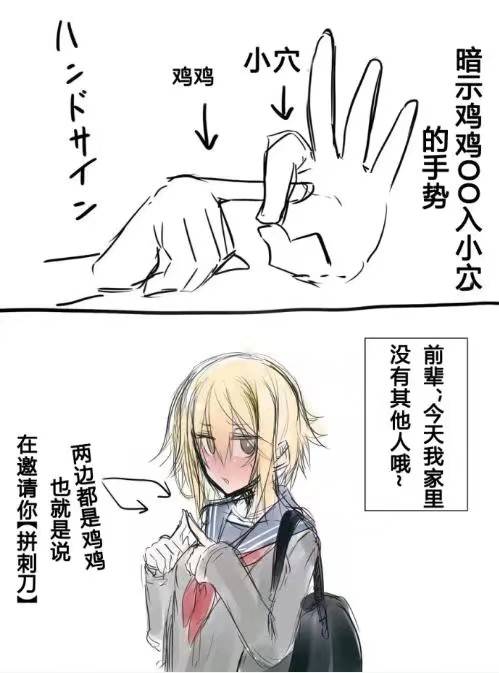 暗示鸡鸡〇〇入小穴
的手势
小穴
鸡鸡
ハンドサイン
前辈、今天我家里
没有其他人哦~
两边都是鸡鸡
也就是说
在邀请你【拼刺刀】